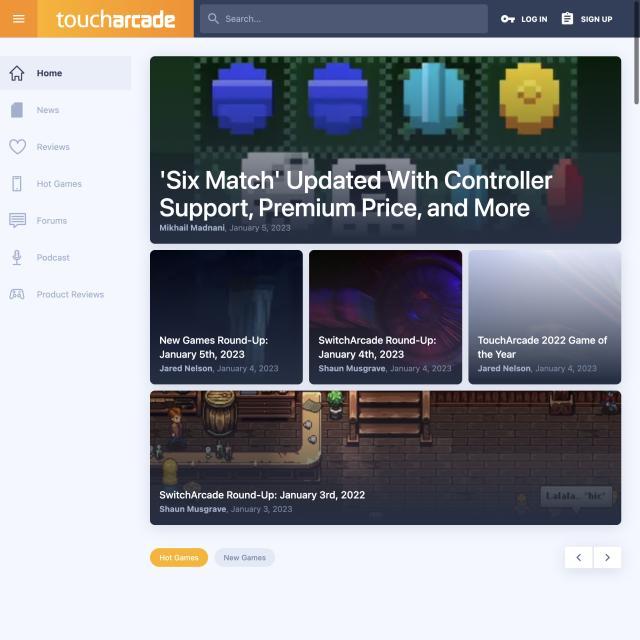 toucharcade
Search...
LOG IN
SIGN UP
Home
News
Reviews
Hot Games
Forums
Podcast
Product Reviews
'Six Match' Updated With Controller
Support, Premium Price, and More
Mikhail Madnani, January 5, 2023
New Games Round-Up:
January 5th, 2023
Jared Nelson, January 4, 2023
SwitchArcade Round-Up:
January 4th, 2023
Shaun Musgrave, January 4, 2023
TouchArcade 2022 Game of
the Year
Jared Nelson, January 4, 2023
Lalala.. "hic"
SwitchArcade Round-Up: January 3rd, 2022
Shaun Musgrave, January 3, 2023
Hot Games
New Games